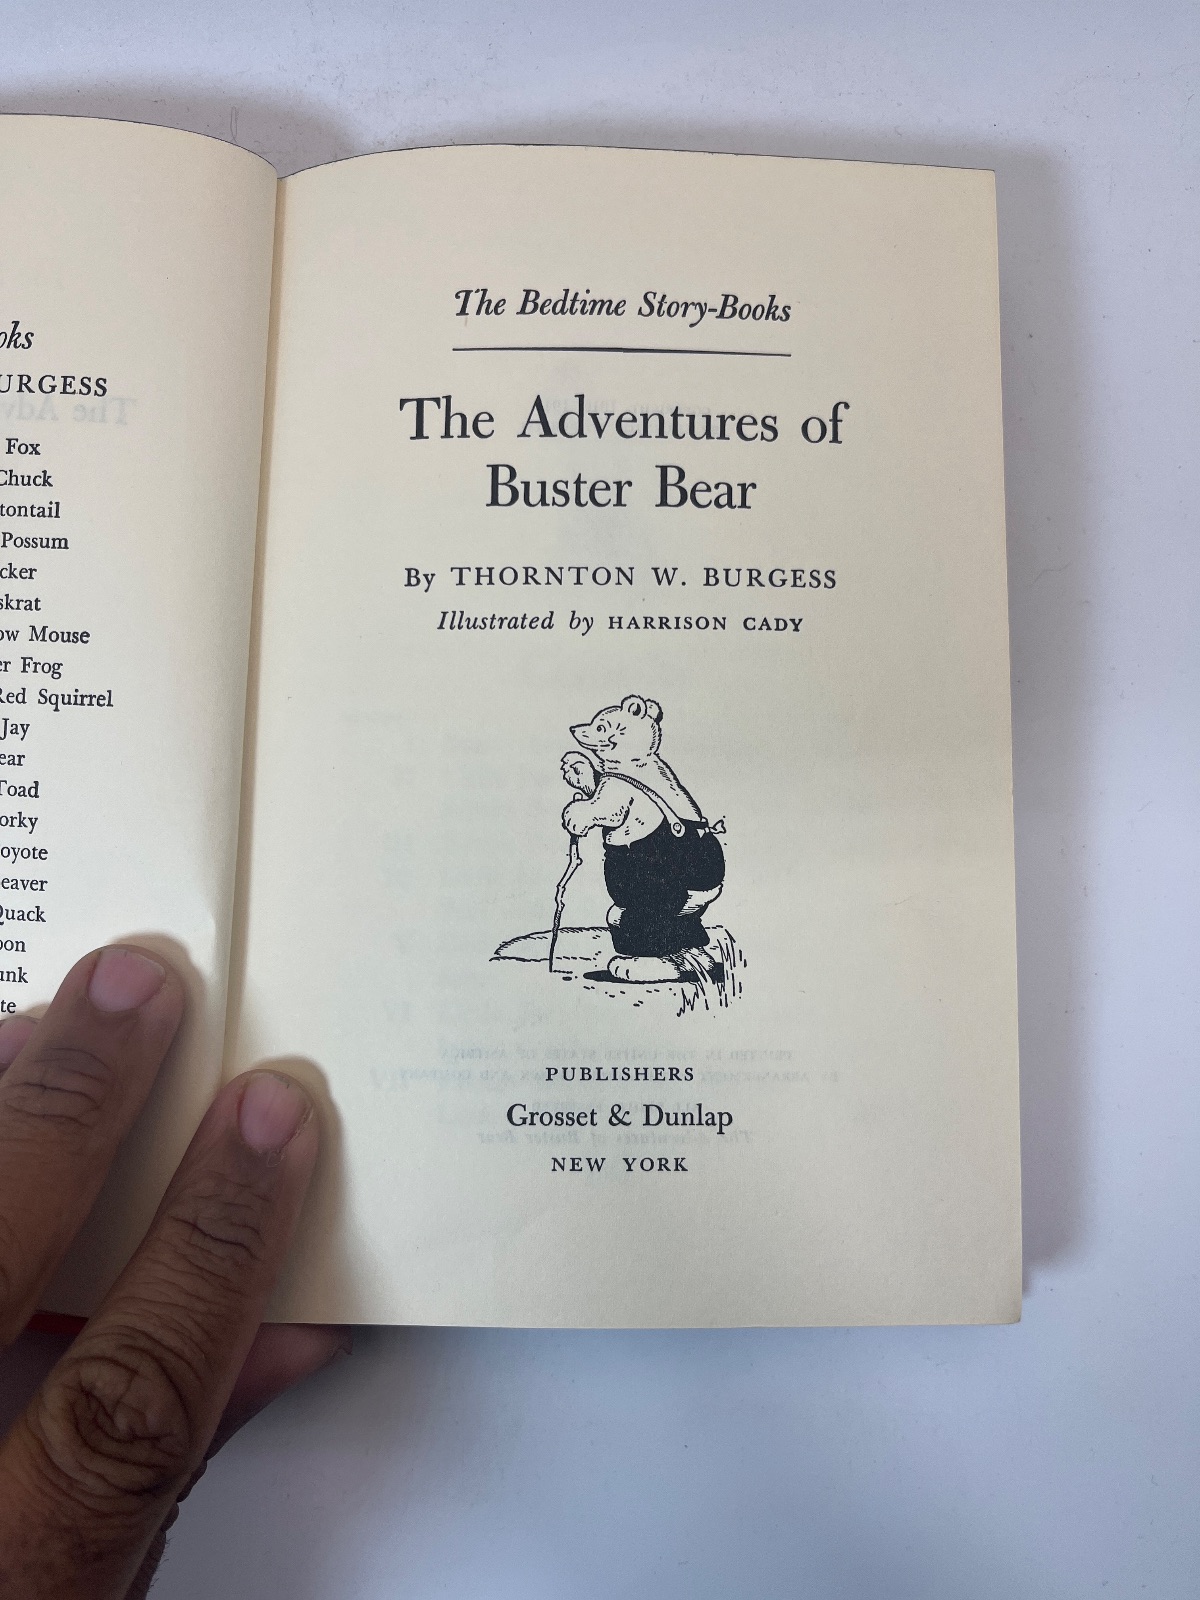 oks
URGESS
Fox
Chuck
tontail
Possum
cker
skrat
ow Mouse
er Frog
Red Squirrel
Jay
ear
Toad
orky
oyote
eaver
Quack
oon
unk
te
The Bedtime Story-Books
The Adventures of
Buster Bear
By THORNTON W. BURGESS
Illustrated by HARRISON CADY
PUBLISHERS
Grosset & Dunlap
NEW YORK